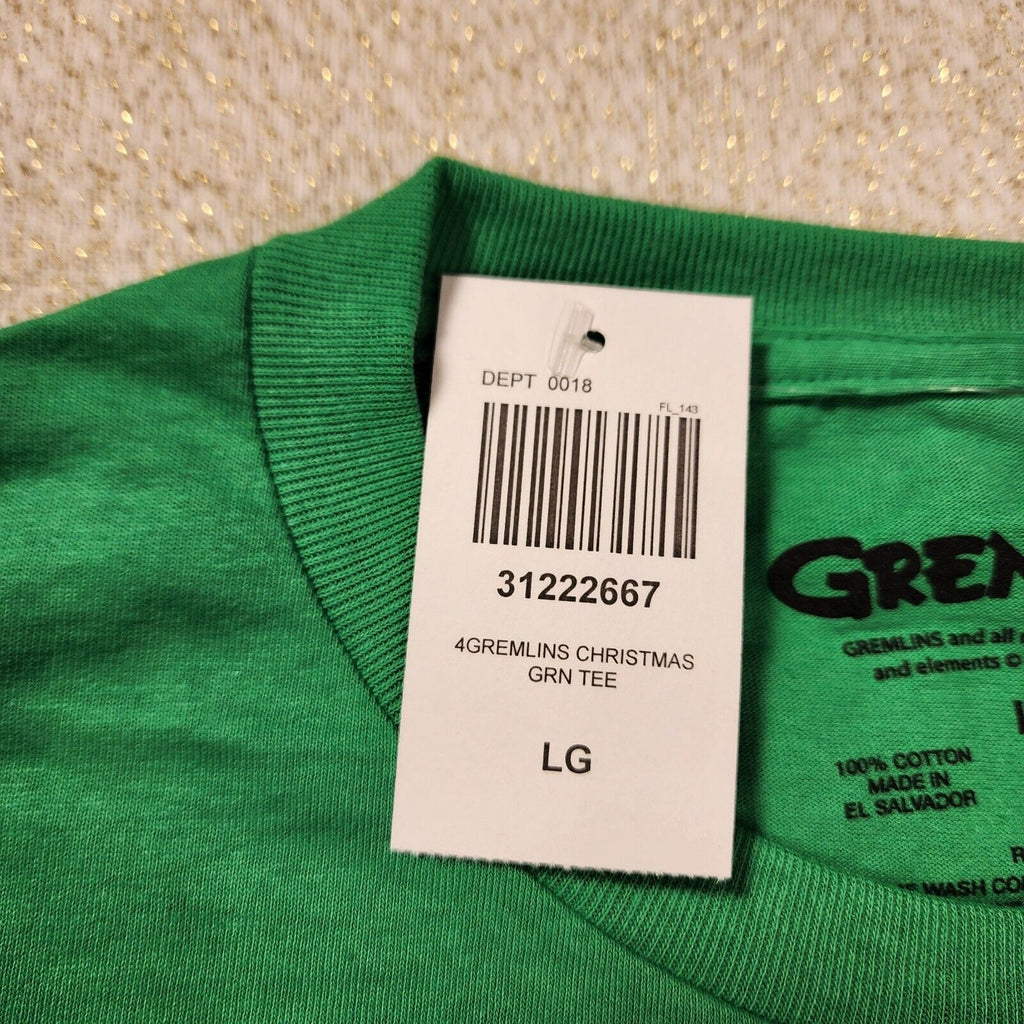 DEPT 0018
FL_143
31222667
4GREMLINS CHRISTMAS
GRN TEE
LG
GREM
GREMLINS and all
and elements ©
100% COTTON
MADE IN
EL SALVADOR
WASH CO